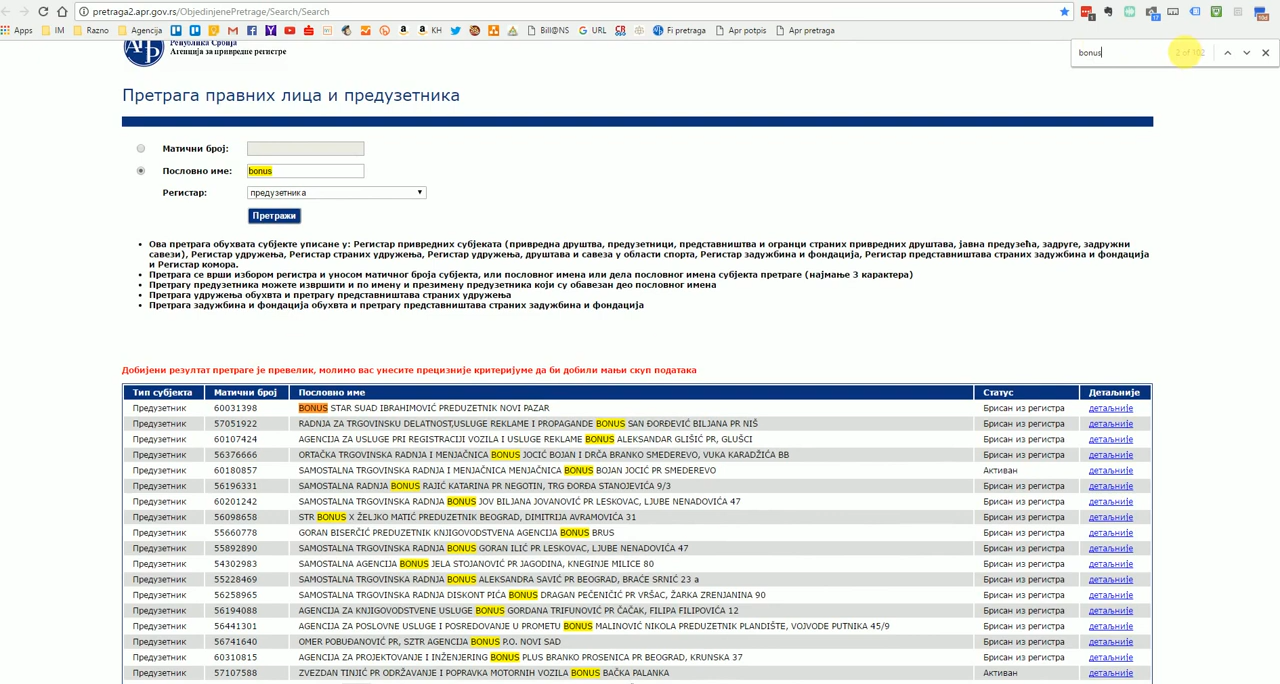 pretraga2.apr.gov.rs/ObjedinjenePretrage/Search/Search
Apps IM Razno Agencija KH Bill@NS URL Fi pretraga Apr potpis Apr pretraga
bonus 2 of 102
Република Србија
Агенција за привредне регистре
Претрага правних лица и предузетника
Матични број:
Пословно име: bonus
Регистар: предузетника
Претражи
Ова претрага обухвата субјекте уписане у: Регистар привредних субјеката (привредна друштва, предузетници, представништва и огранци страних привредних друштава, јавна предузећа, задруге, задружни
савези), Регистар удружења, Регистар страних удружења, Регистар удружења, друштава и савеза у области спорта, Регистар задужбина и фондација, Регистар представништава страних задужбина и фондација
и Регистар комора.
Претрага се врши избором регистра и уносом матичног броја субјекта, или пословног имена или дела пословног имена субјекта претраге (најмање 3 карактера)
Претрагу предузетника можете извршити и по имену и презимену предузетника који су обавезан део пословног имена
Претрага удружења обухвта и претрагу представништава страних удружења
Претрага задужбина и фондација обухвта и претрагу представништава страних задужбина и фондација
Добијени резултат претраге је превелик, молимо вас унесите прецизније критеријуме да би добили мањи скуп података
Тип субјекта Матични број Пословно име Статус Детаљније
Предузетник 60031398 BONUS STAR SUAD IBRAHIMOVIĆ PREDUZETNIK NOVI PAZAR Брисан из регистра детаљније
Предузетник 57051922 RADNJA ZA TRGOVINSKU DELATNOST,USLUGE REKLAME I PROPAGANDE BONUS SAN ĐORĐEVIĆ BILJANA PR NIŠ Брисан из регистра детаљније
Предузетник 60107424 AGENCIJA ZA USLUGE PRI REGISTRACIJI VOZILA I USLUGE REKLAME BONUS ALEKSANDAR GLIŠIĆ PR, GLUŠCI Брисан из регистра детаљније
Предузетник 56376666 ORTAČKA TRGOVINSKA RADNJA I MENJAČNICA BONUS JOCIĆ BOJAN I DRČA BRANKO SMEDEREVO, VUKA KARADŽIĆA BB Брисан из регистра детаљније
Предузетник 60180857 SAMOSTALNA TRGOVINSKA RADNJA I MENJAČNICA MENJAČNICA BONUS BOJAN JOCIĆ PR SMEDEREVO Активан детаљније
Предузетник 56196331 SAMOSTALNA RADNJA BONUS RAJIĆ KATARINA PR NEGOTIN, TRG ĐORĐA STANOJEVIĆA 9/3 Брисан из регистра детаљније
Предузетник 60201242 SAMOSTALNA TRGOVINSKA RADNJA BONUS JOV BILJANA JOVANOVIĆ PR LESKOVAC, LJUBE NENADOVIĆA 47 Брисан из регистра детаљније
Предузетник 56098658 STR BONUS X ŽELJKO MATIĆ PREDUZETNIK BEOGRAD, DIMITRIJA AVRAMOVIĆA 31 Брисан из регистра детаљније
Предузетник 55660778 GORAN BISERČIĆ PREDUZETNIK KNJIGOVODSTVENA AGENCIJA BONUS BRUS Брисан из регистра детаљније
Предузетник 55892890 SAMOSTALNA TRGOVINSKA RADNJA BONUS GORAN ILIĆ PR LESKOVAC, LJUBE NENADOVIĆA 47 Брисан из регистра детаљније
Предузетник 54302983 SAMOSTALNA AGENCIJA BONUS JELA STOJANOVIĆ PR JAGODINA, KNEGINJE MILICE 80 Брисан из регистра детаљније
Предузетник 55228469 SAMOSTALNA TRGOVINSKA RADNJA BONUS ALEKSANDRA SAVIĆ PR BEOGRAD, BRAĆE SRNIĆ 23 a Брисан из регистра детаљније
Предузетник 56258965 SAMOSTALNA TRGOVINSKA RADNJA DISKONT PIĆA BONUS DRAGAN PEČENIČIĆ PR VRŠAC, ŽARKA ZRENJANINA 90 Брисан из регистра детаљније
Предузетник 56194088 AGENCIJA ZA KNJIGOVODSTVENE USLUGE BONUS GORDANA TRIFUNOVIĆ PR ČAČAK, FILIPA FILIPOVIĆA 12 Брисан из регистра детаљније
Предузетник 56441301 AGENCIJA ZA POSLOVNE USLUGE I POSREDOVANJE U PROMETU BONUS MALINOVIĆ NIKOLA PREDUZETNIK PLANDIŠTE, VOJVODE PUTNIKA 45/9 Брисан из регистра детаљније
Предузетник 56741640 OMER POBUĐANOVIĆ PR, SZTR AGENCIJA BONUS P.O. NOVI SAD Брисан из регистра детаљније
Предузетник 60310815 AGENCIJA ZA PROJEKTOVANJE I INŽENJERING BONUS PLUS BRANKO PROSENICA PR BEOGRAD, KRUNSKA 37 Брисан из регистра детаљније
Предузетник 57107588 ZVEZDAN TINJIĆ PR ODRŽAVANJE I POPRAVKA MOTORNIH VOZILA BONUS BAČKA PALANKA Активан детаљније